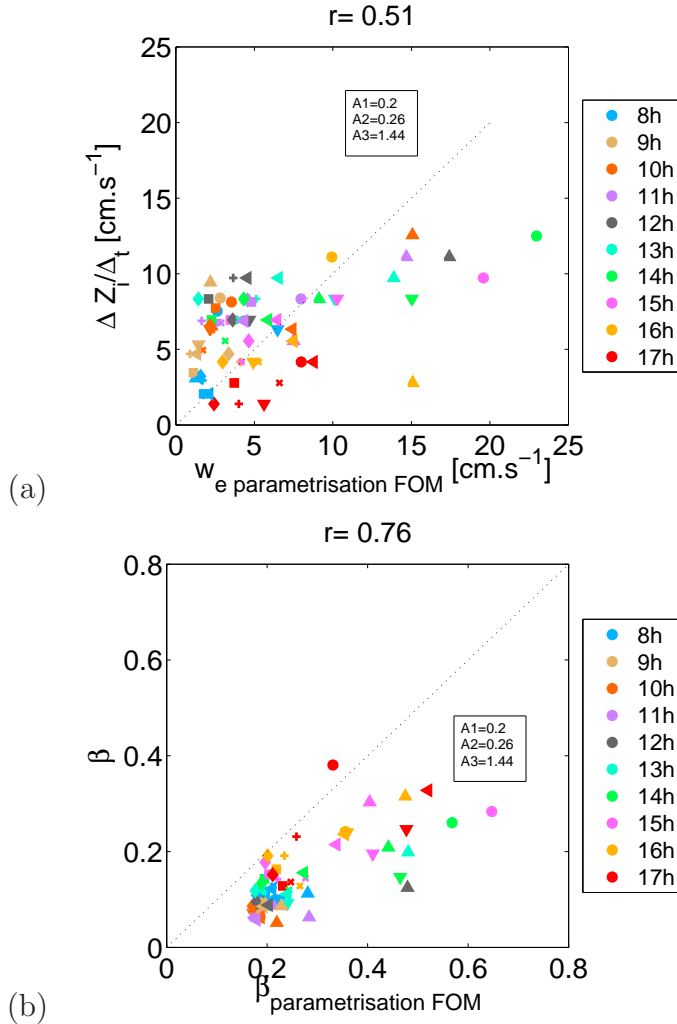 r= 0.51
25
20
15
10
5
0
Δ Z_i/Δ_t [cm.s⁻¹]
A1=0.2
A2=0.26
A3=1.44
0 5 10 15 20 25
w_e parametrisation FOM [cm.s⁻¹]
8h
9h
10h
11h
12h
13h
14h
15h
16h
17h
(a)
r= 0.76
0.8
0.6
0.4
0.2
0
β
A1=0.2
A2=0.26
A3=1.44
0 0.2 0.4 0.6 0.8
β_parametrisation FOM
8h
9h
10h
11h
12h
13h
14h
15h
16h
17h
(b)